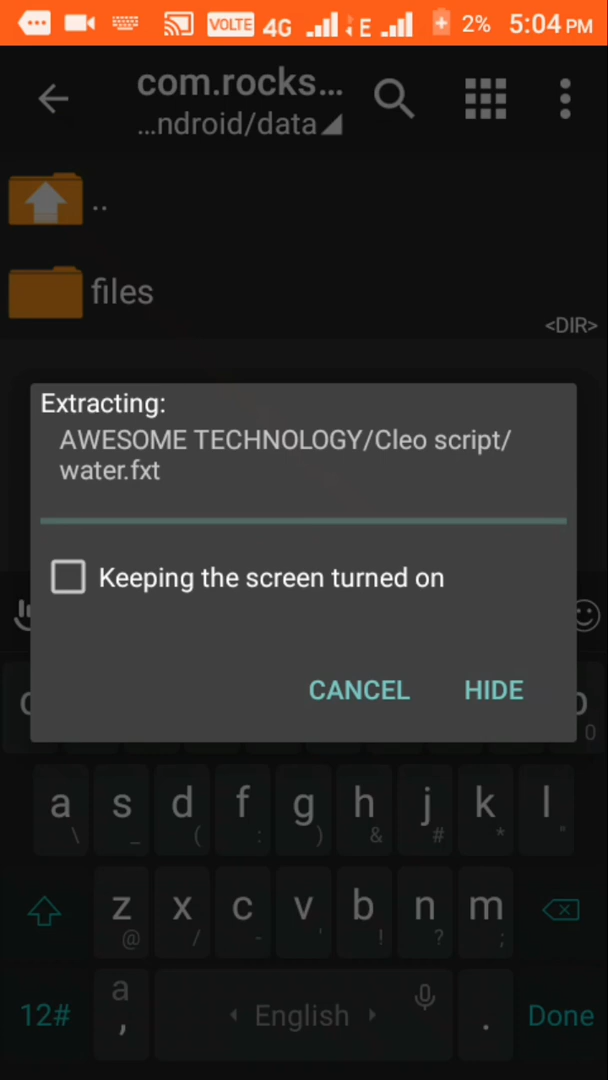 VOLTE 4G E 2% 5:04 PM
com.rocks...
...ndroid/data
..
files
<DIR>
Extracting:
AWESOME TECHNOLOGY/Cleo script/
water.fxt
Keeping the screen turned on
CANCEL HIDE
0
a s d f g h j k l
\ _ ( : ) & # * "
z x c v b n m
@ / - ' ! ? ;
12# a , English . Done